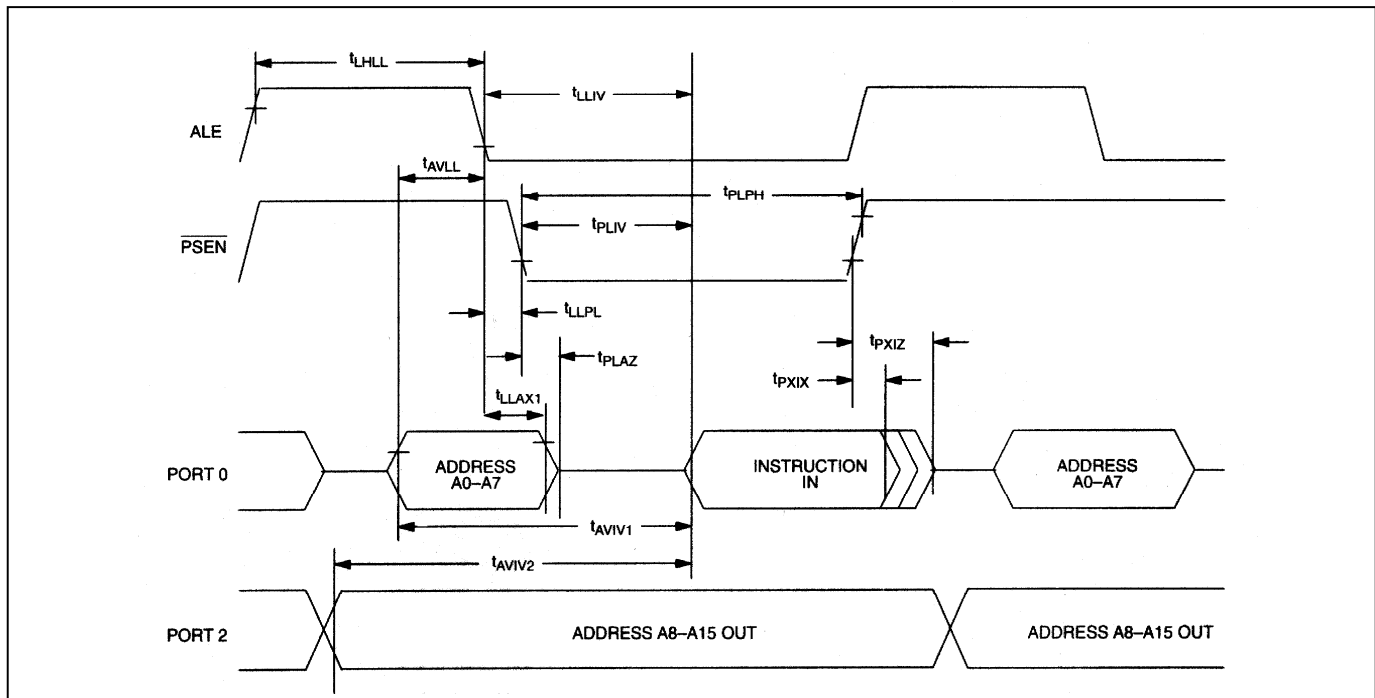 tLHLL
tLLIV
ALE
tAVLL
tPLPH
tPLIV
PSEN
tLLPL
tPXIZ
tPLAZ
tPXIX
tLLAX1
PORT 0
ADDRESS
A0–A7
INSTRUCTION
IN
ADDRESS
A0–A7
tAVIV1
tAVIV2
PORT 2
ADDRESS A8–A15 OUT
ADDRESS A8–A15 OUT